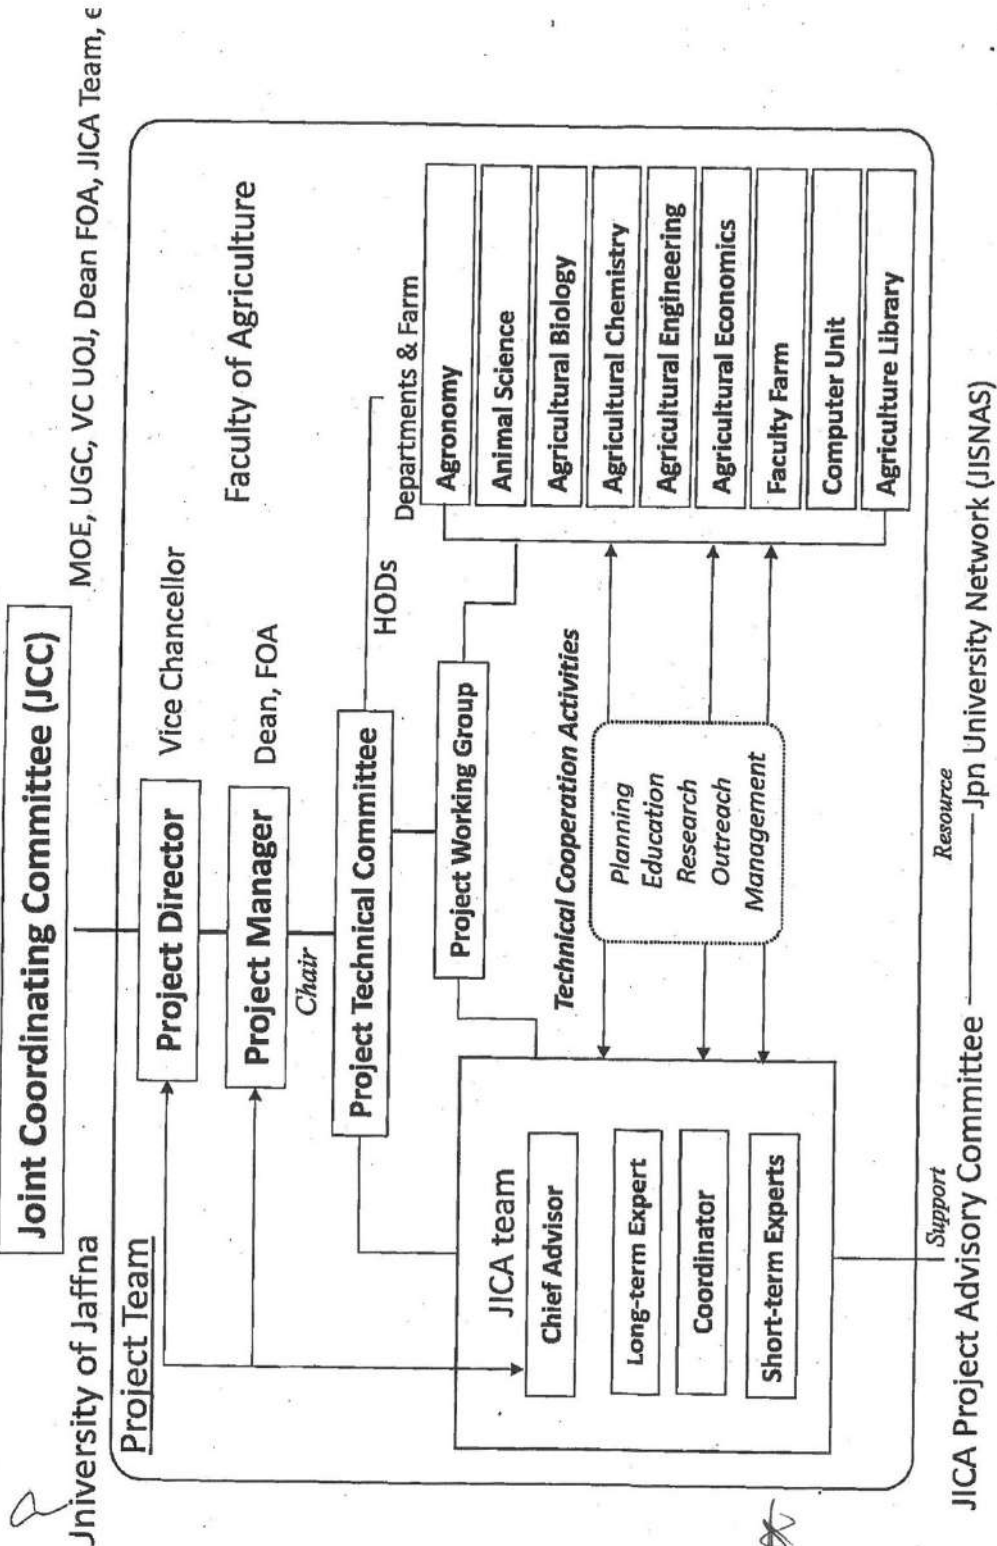 Joint Coordinating Committee (JCC)
University of Jaffna
MOE, UGC, VC UOJ, Dean FOA, JICA Team, e
Project Team
Project Director
Vice Chancellor
Project Manager
Dean, FOA
Faculty of Agriculture
Chair
Project Technical Committee
HODs
Departments & Farm
Project Working Group
Agronomy
Animal Science
Agricultural Biology
Agricultural Chemistry
Agricultural Engineering
Agricultural Economics
Faculty Farm
Computer Unit
Agriculture Library
JICA team
Chief Advisor
Long-term Expert
Coordinator
Short-term Experts
Technical Cooperation Activities
Planning
Education
Research
Outreach
Management
Support
Resource
JICA Project Advisory Committee
Jpn University Network (JISNAS)